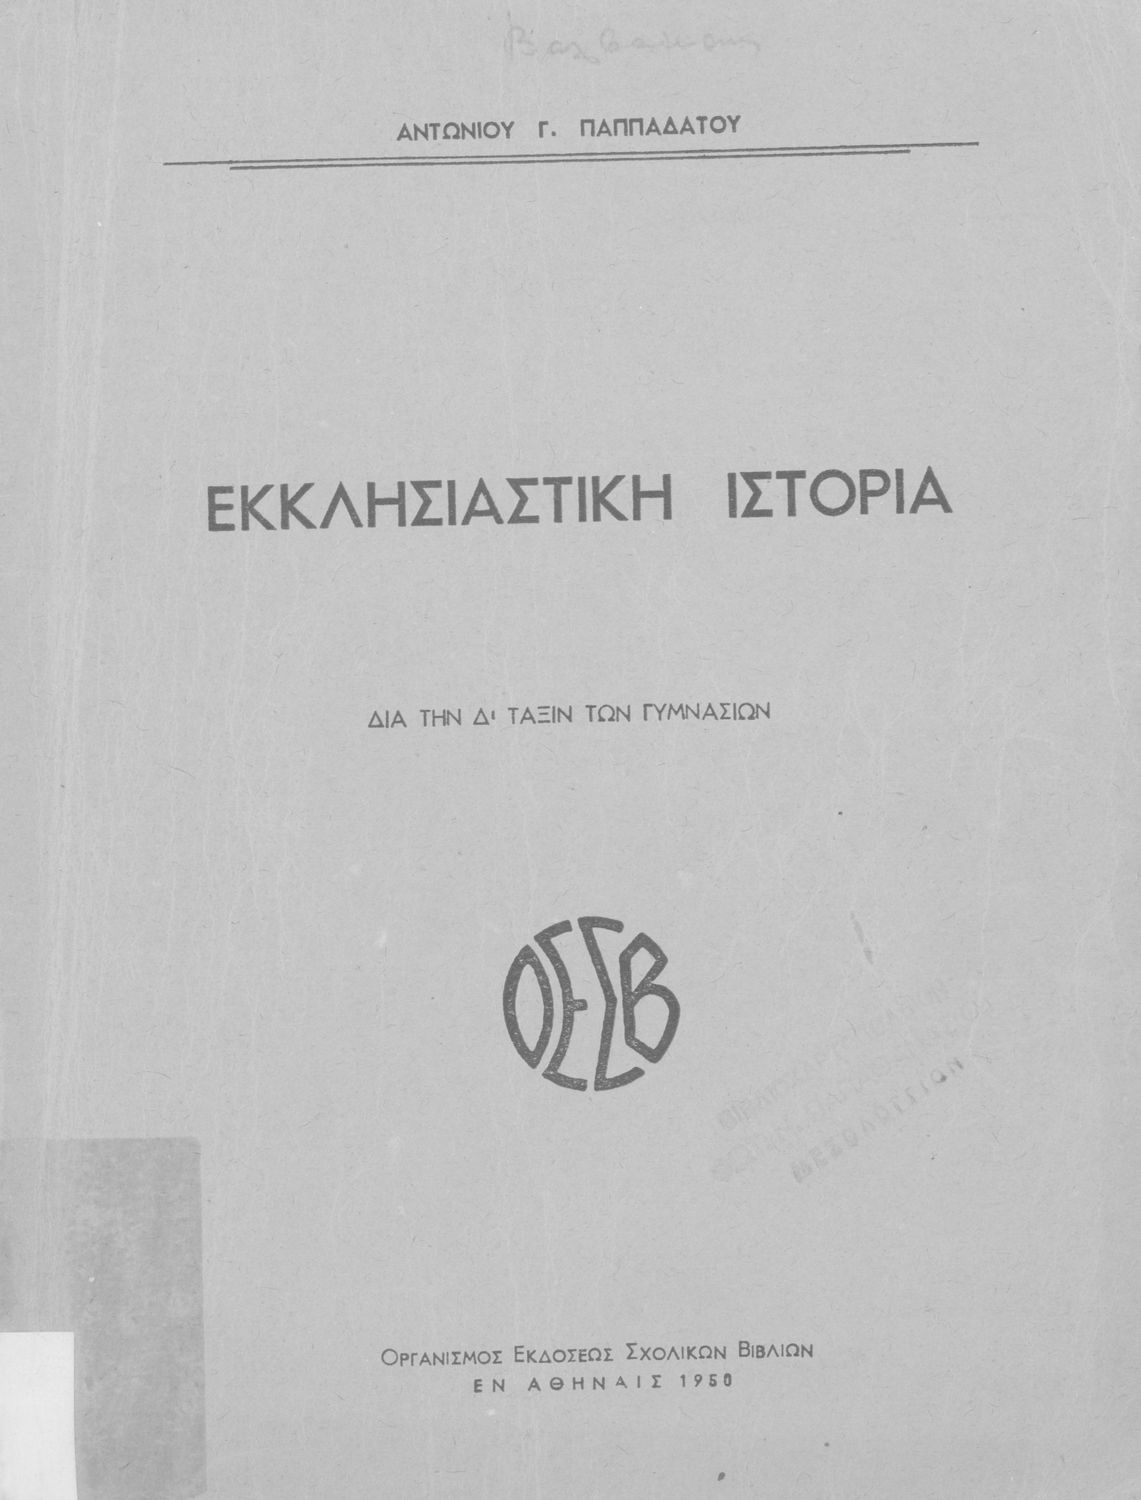 ΑΝΤΩΝΙΟΥ Γ. ΠΑΠΠΑΔΑΤΟΥ
ΕΚΚΛΗΣΙΑΣΤΙΚΗ ΙΣΤΟΡΙΑ
ΔΙΑ ΤΗΝ Δ' ΤΑΞΙΝ ΤΩΝ ΓΥΜΝΑΣΙΩΝ
ΟΕΣΒ
ΟΡΓΑΝΙΣΜΟΣ ΕΚΔΟΣΕΩΣ ΣΧΟΛΙΚΩΝ ΒΙΒΛΙΩΝ
ΕΝ ΑΘΗΝΑΙΣ 1950